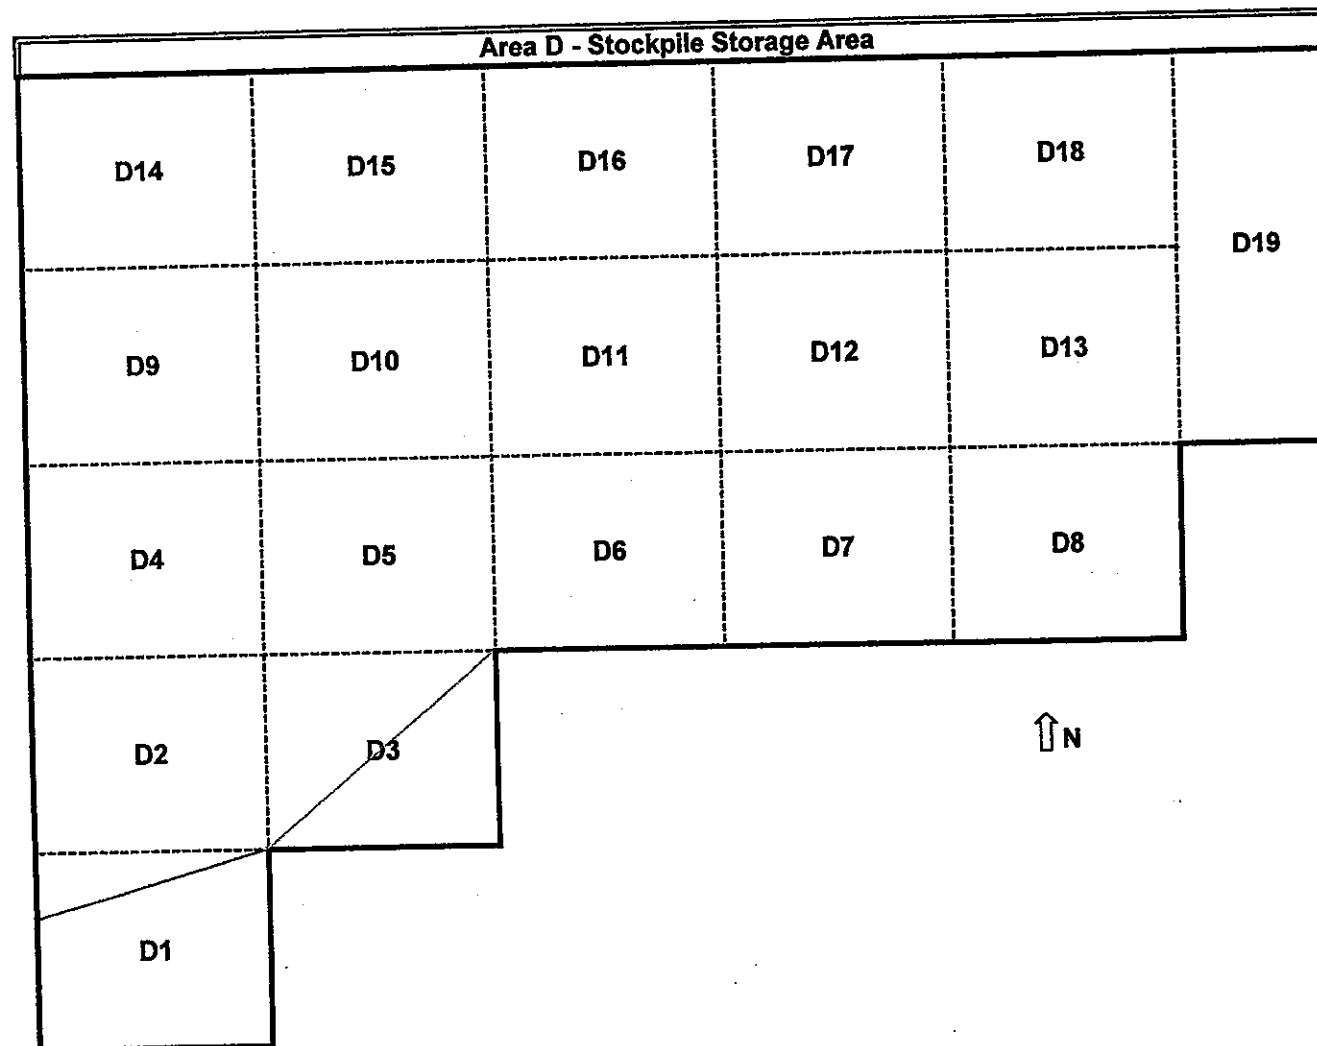 Area D - Stockpile Storage Area
D14 D15 D16 D17 D18
D19
D9 D10 D11 D12 D13
D4 D5 D6 D7 D8
D2 D3
N
D1